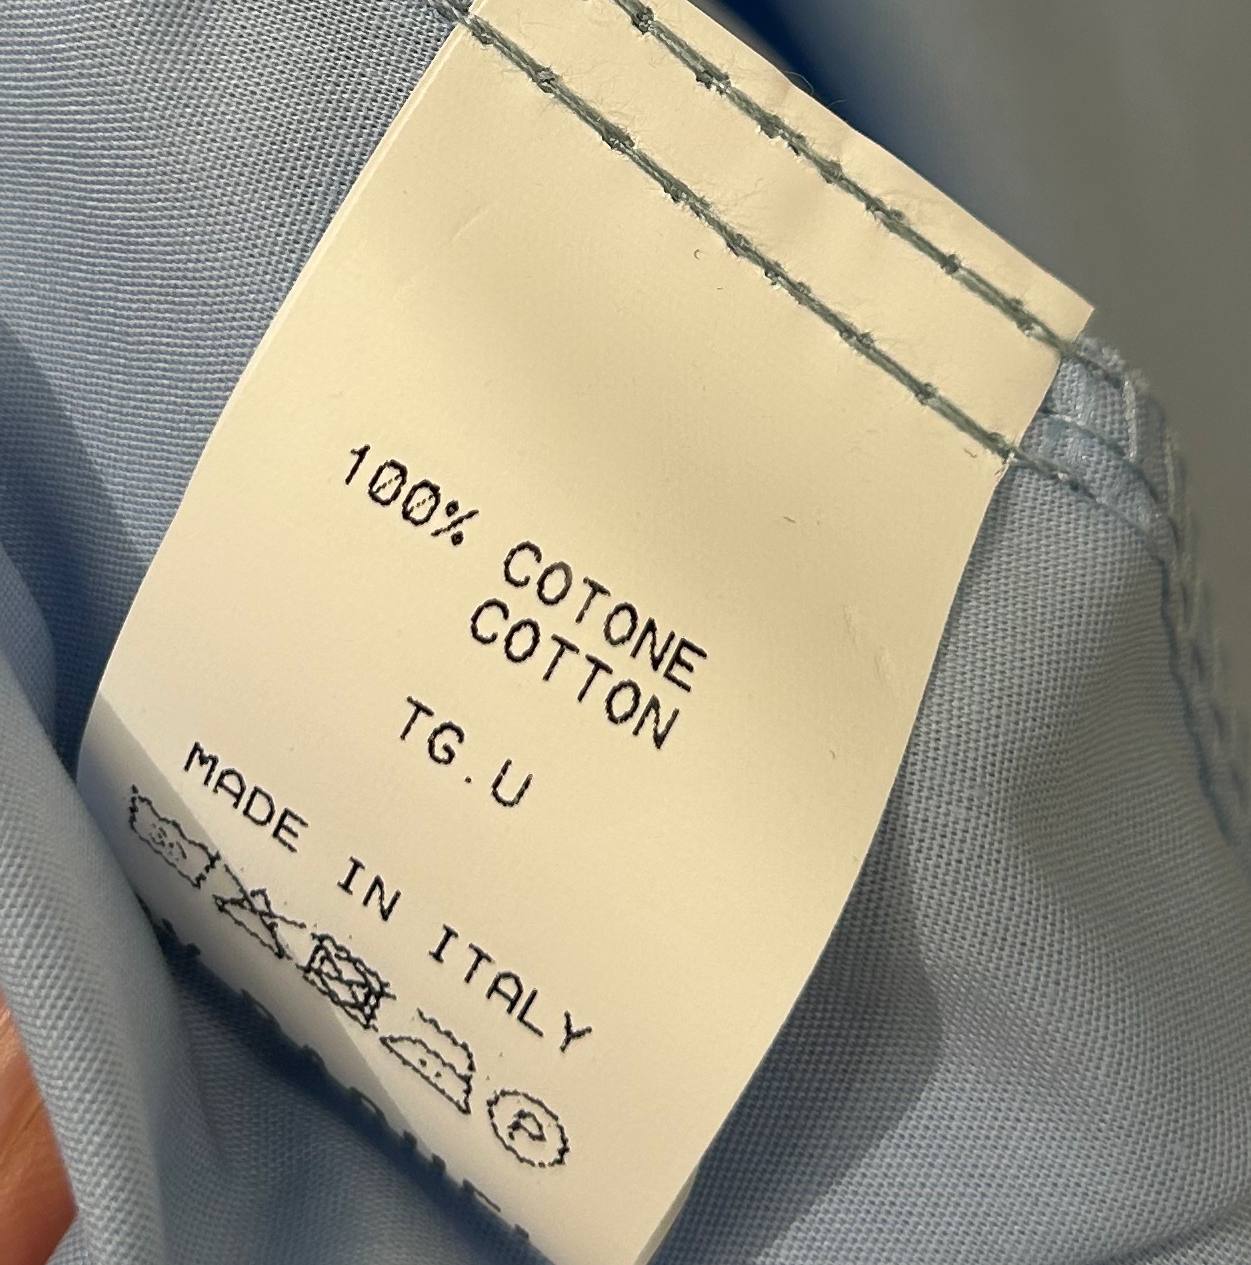 100% COTONE
COTTON
TG.U
MADE IN ITALY
P